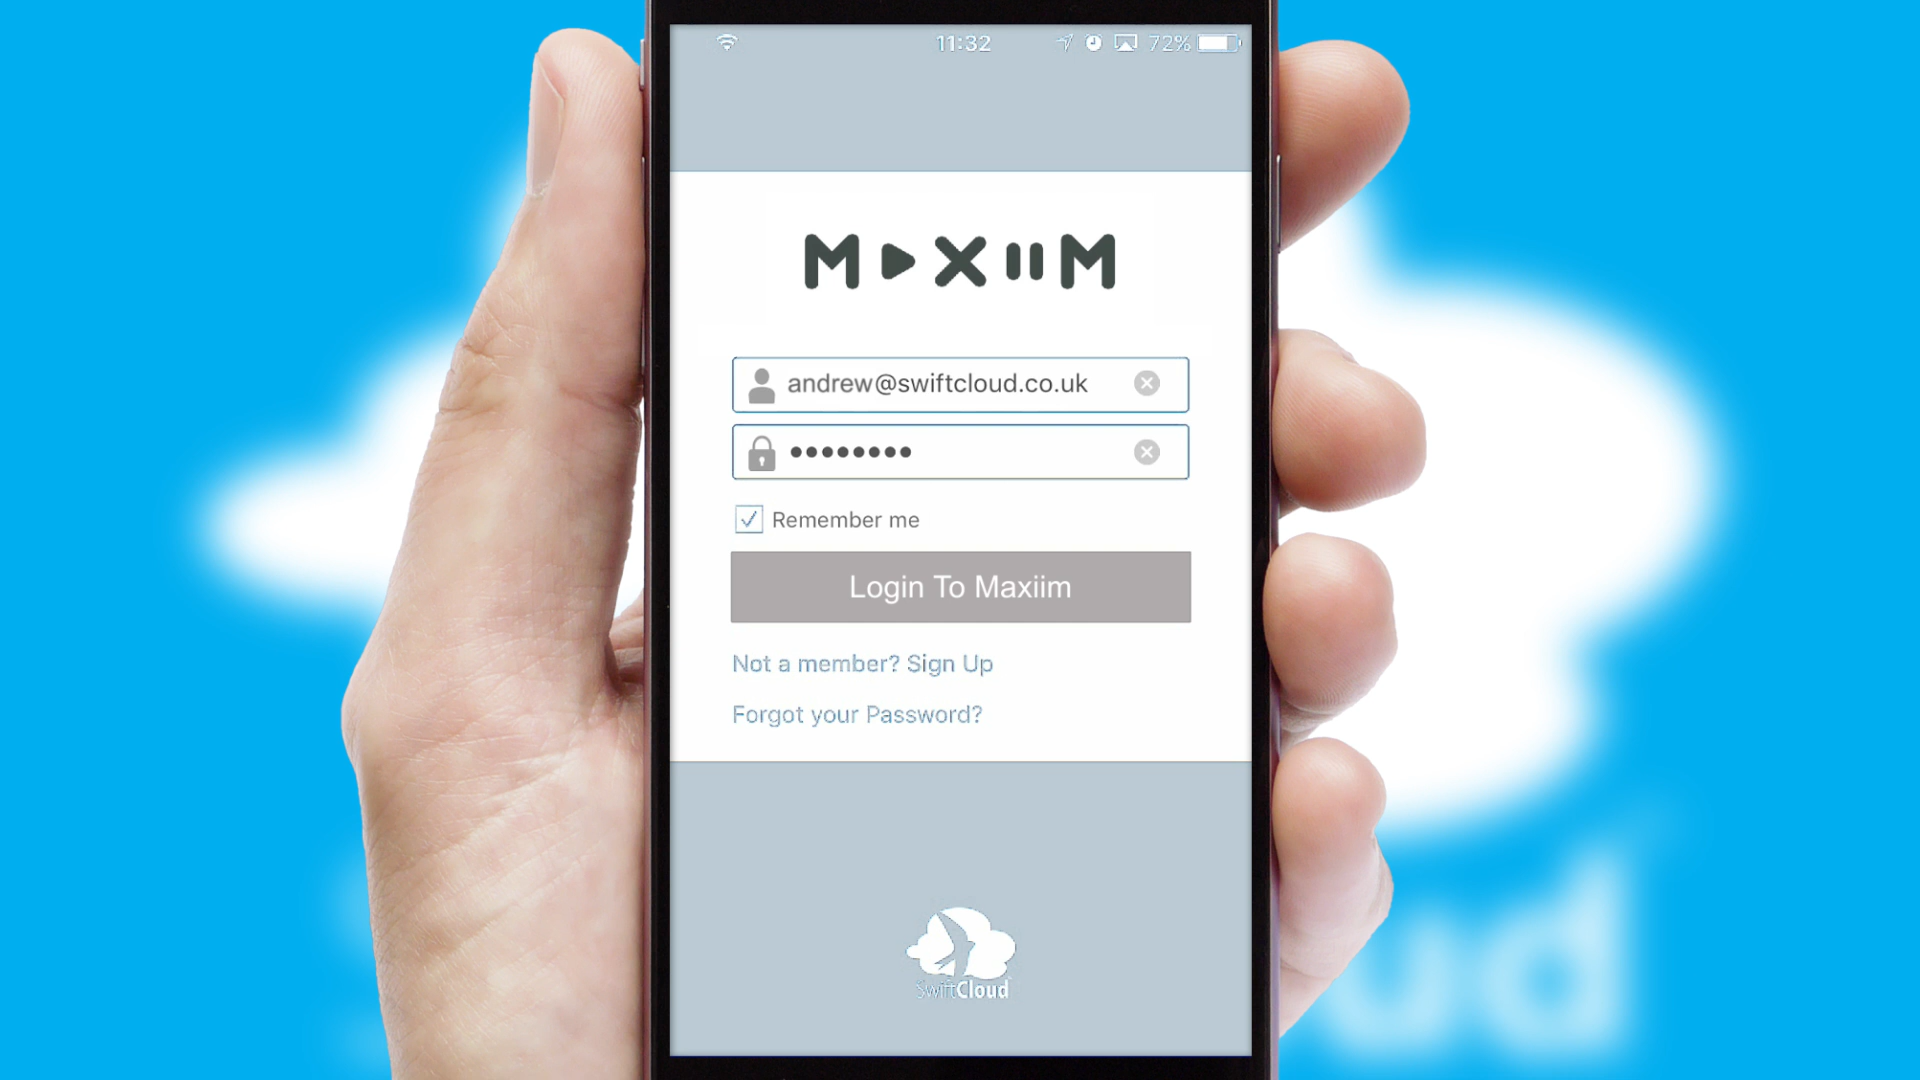 11:32
72%
MAXIIM
andrew@swiftcloud.co.uk
Remember me
Login To Maxiim
Not a member? Sign Up
Forgot your Password?
SwiftCloud
ud